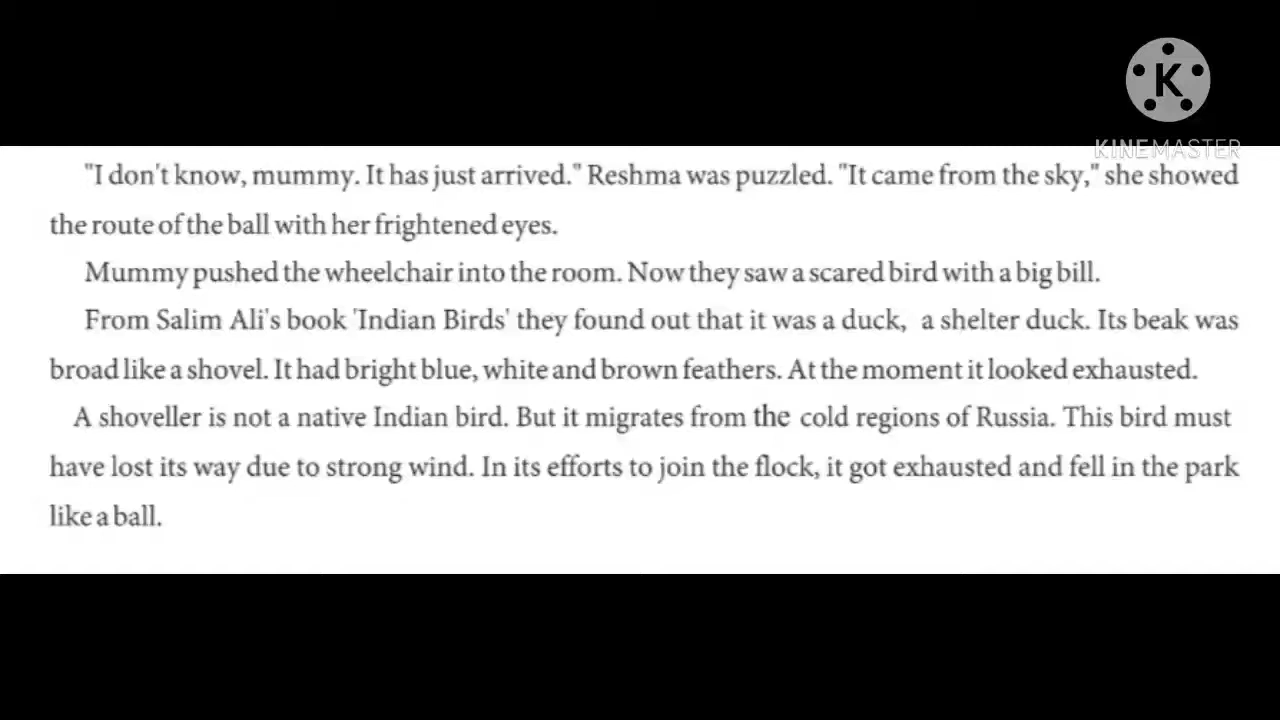 K
KINEMASTER
"I don't know, mummy. It has just arrived." Reshma was puzzled. "It came from the sky," she showed
the route of the ball with her frightened eyes.
Mummy pushed the wheelchair into the room. Now they saw a scared bird with a big bill.
From Salim Ali's book 'Indian Birds' they found out that it was a duck, a shelter duck. Its beak was
broad like a shovel. It had bright blue, white and brown feathers. At the moment it looked exhausted.
A shoveller is not a native Indian bird. But it migrates from the cold regions of Russia. This bird must
have lost its way due to strong wind. In its efforts to join the flock, it got exhausted and fell in the park
like a ball.